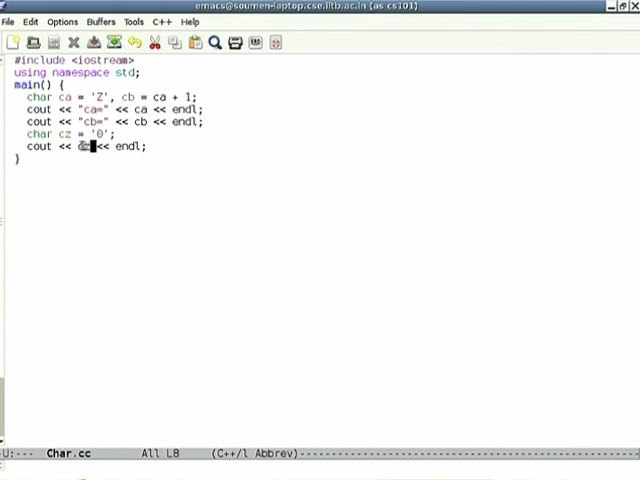 emacs@soumen-laptop.cse.iitb.ac.in (as cs101)
File Edit Options Buffers Tools C++ Help
#include <iostream>
using namespace std;
main() {
  char ca = 'Z', cb = ca + 1;
  cout << "ca=" << ca << endl;
  cout << "cb=" << cb << endl;
  char cz = '0';
  cout << cz << endl;
}
U:--- Char.cc All L8 (C++/l Abbrev)